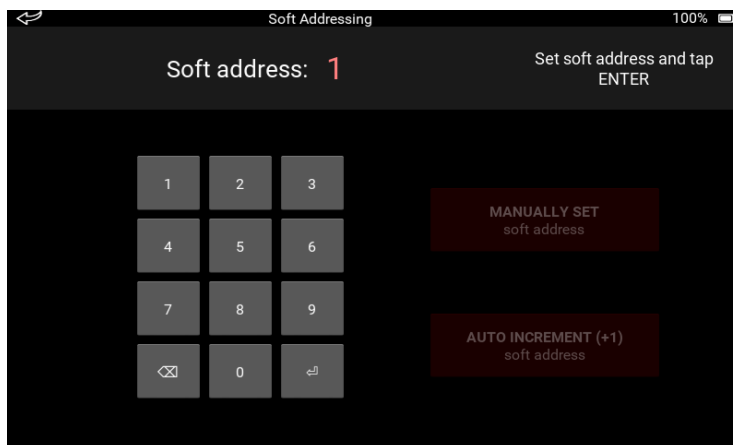 Soft Addressing
100%
Soft address: 1
Set soft address and tap
ENTER
1 2 3
4 5 6
7 8 9
0
MANUALLY SET
soft address
AUTO INCREMENT (+1)
soft address